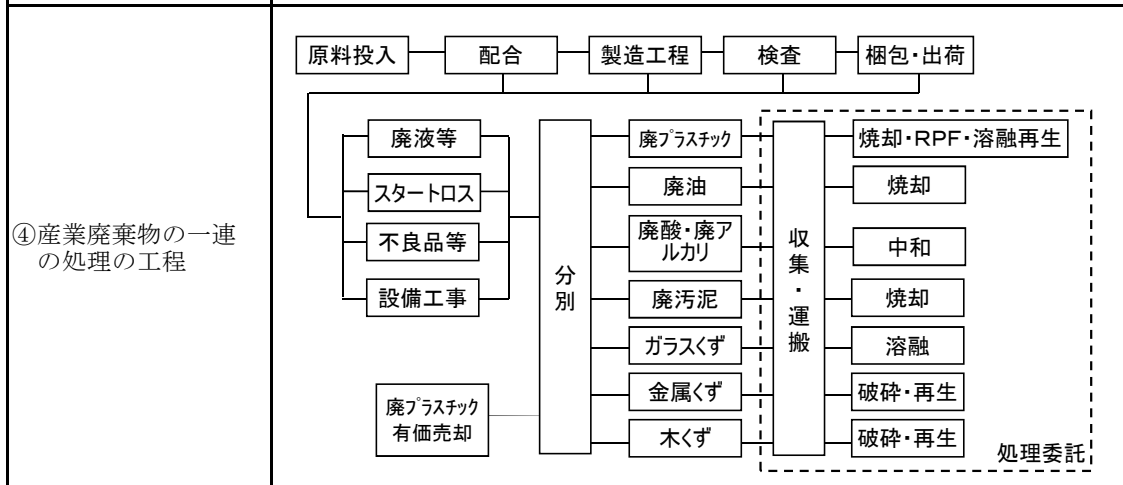 ④産業廃棄物の一連
の処理の工程
原料投入
配合
製造工程
検査
梱包・出荷
廃液等
スタートロス
不良品等
設備工事
廃プラスチック
有価売却
分別
廃プラスチック
廃油
廃酸・廃ア
ルカリ
廃汚泥
ガラスくず
金属くず
木くず
収集・運搬
焼却・RPF・溶融再生
焼却
中和
焼却
溶融
破砕・再生
破砕・再生
処理委託